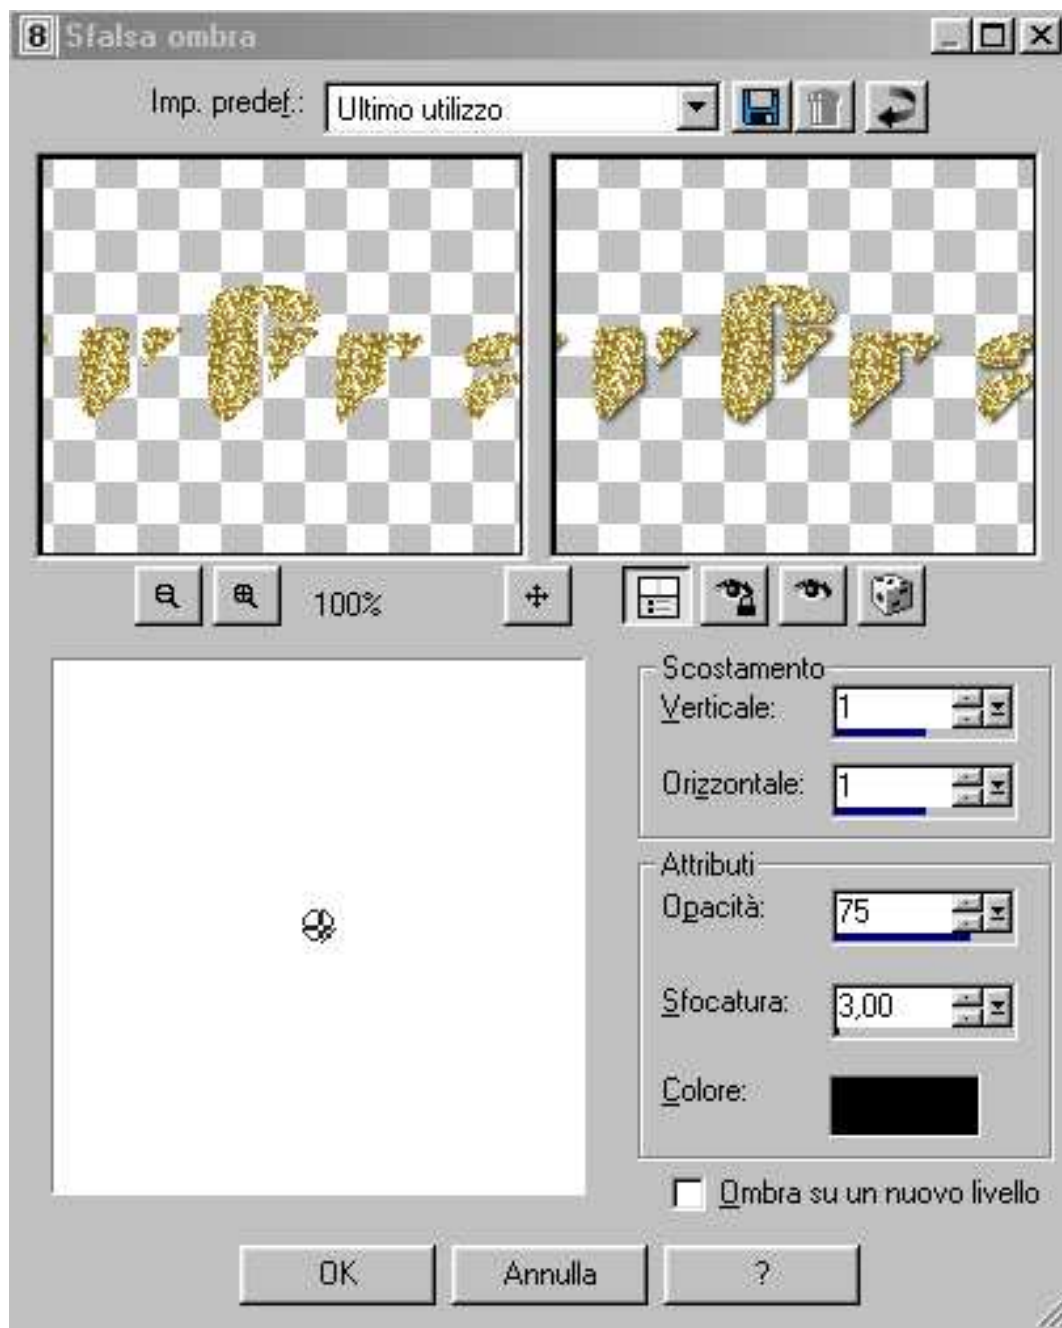 8 Sfalsa ombra
Imp. predef.: Ultimo utilizzo
100%
Scostamento
Verticale: 1
Orizzontale: 1
Attributi
Opacità: 75
Sfocatura: 3,00
Colore:
Ombra su un nuovo livello
OK Annulla ?